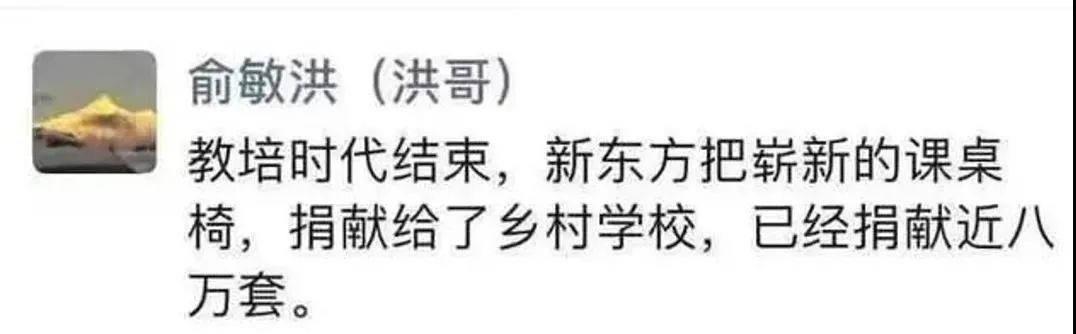 俞敏洪（洪哥）
教培时代结束，新东方把崭新的课桌
椅，捐献给了乡村学校，已经捐献近八
万套。